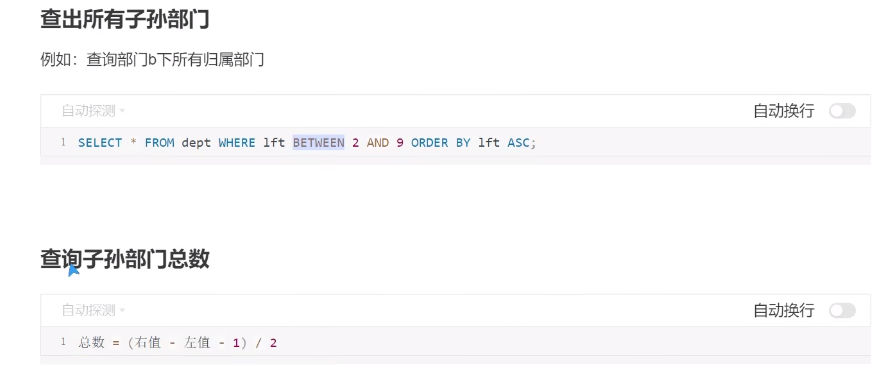 查出所有子孙部门
例如：查询部门b下所有归属部门
自动探测
自动换行
1 SELECT * FROM dept WHERE lft BETWEEN 2 AND 9 ORDER BY lft ASC;
查询子孙部门总数
自动探测
自动换行
1 总数 = (右值 - 左值 - 1) / 2